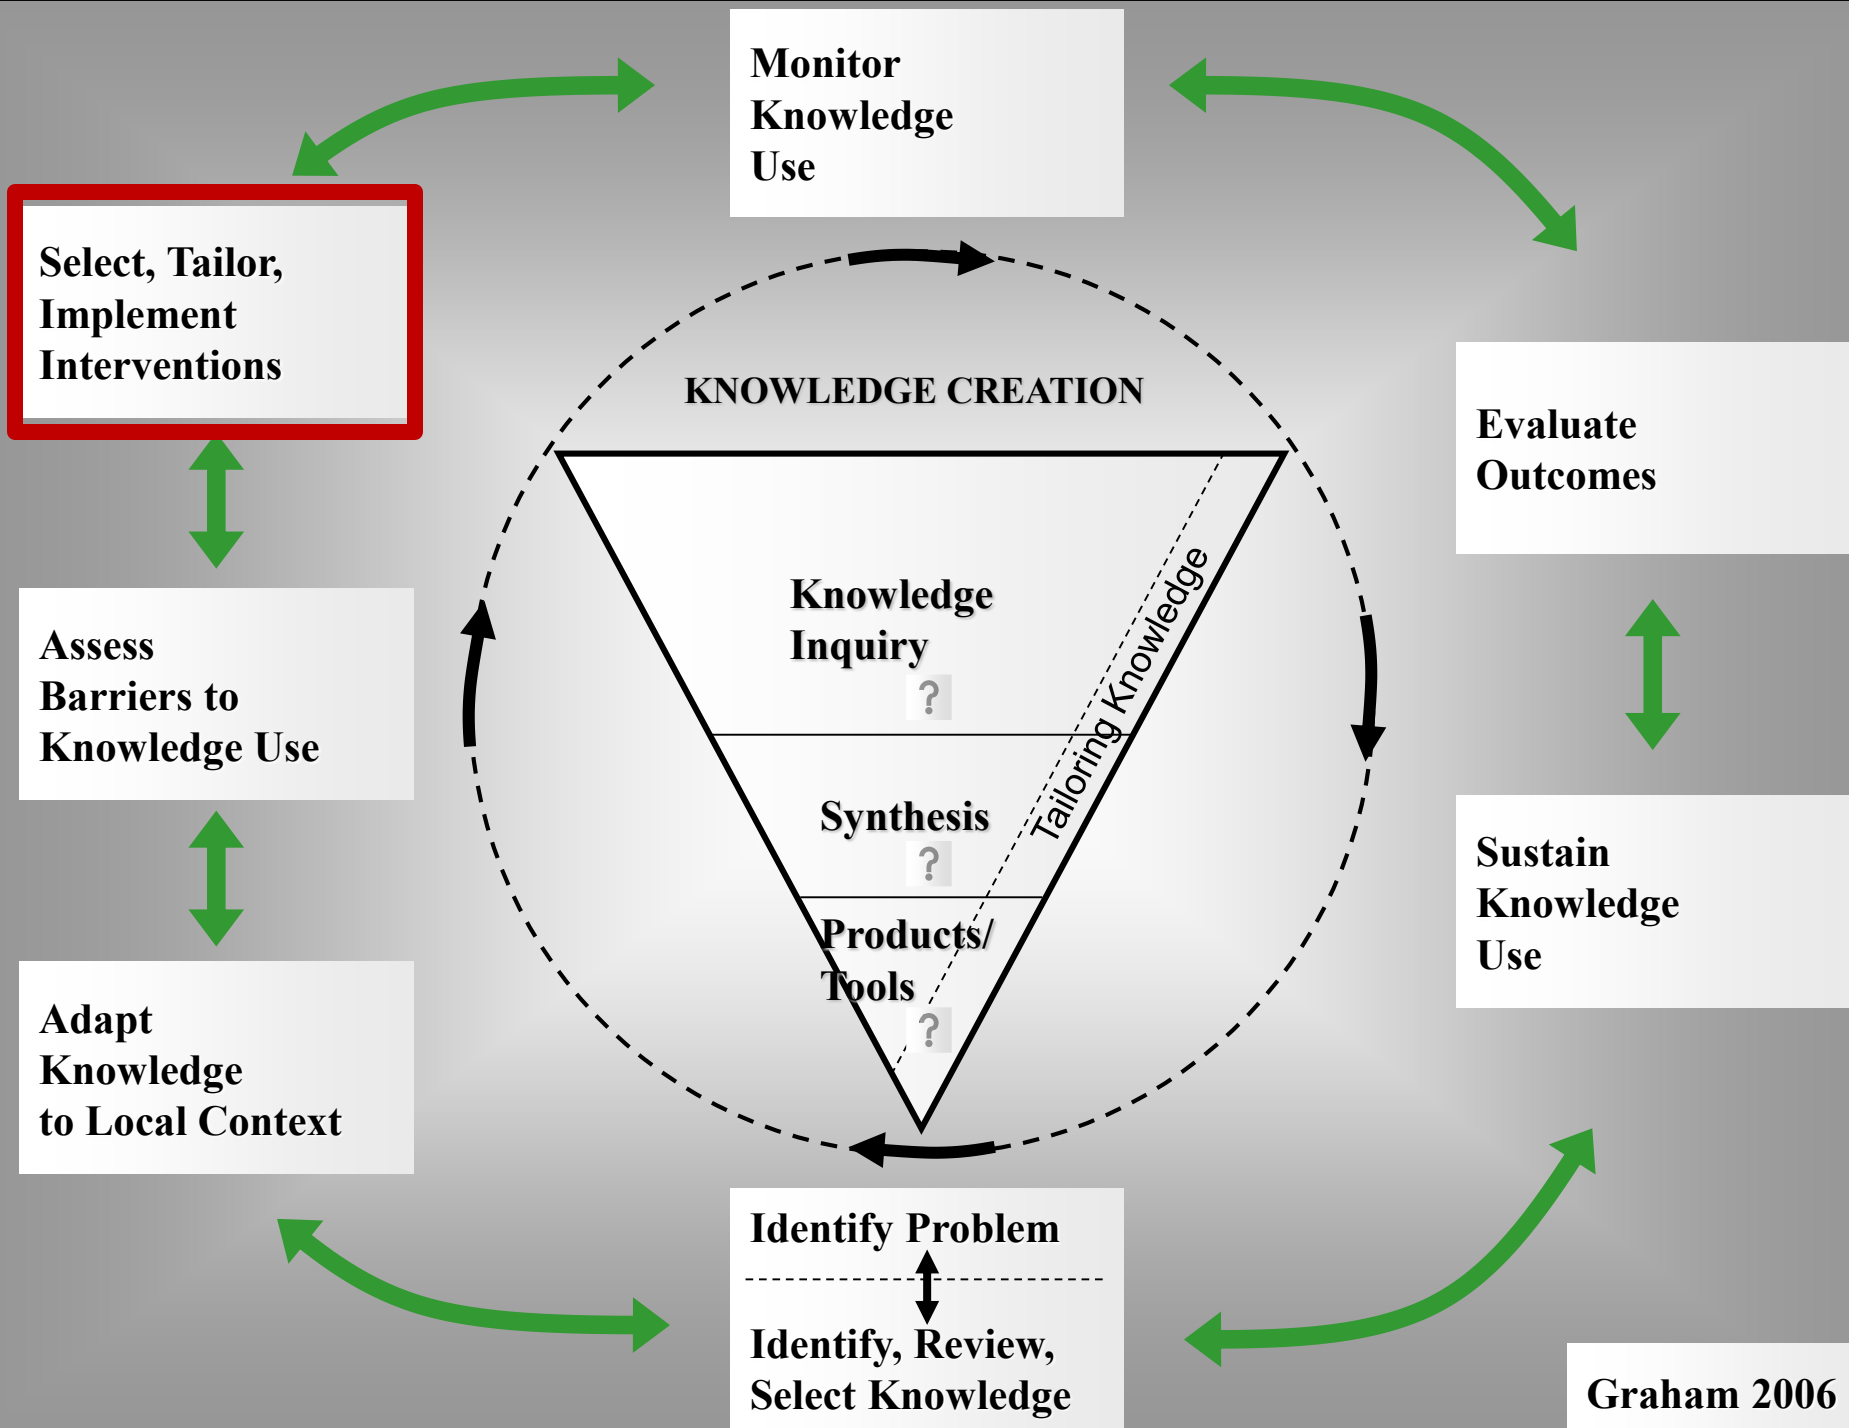 Monitor
Knowledge
Use
Select, Tailor,
Implement
Interventions
KNOWLEDGE CREATION
Evaluate
Outcomes
Knowledge
Inquiry
?
Tailoring Knowledge
Assess
Barriers to
Knowledge Use
Synthesis
?
Sustain
Knowledge
Use
Products/
Tools
?
Adapt
Knowledge
to Local Context
Identify Problem
Identify, Review,
Select Knowledge
Graham 2006